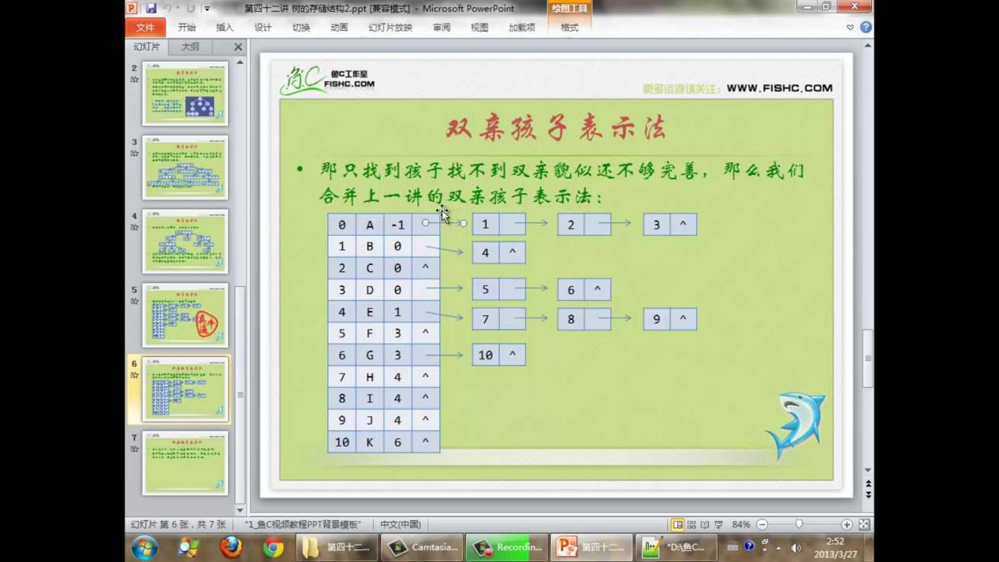 第四十二讲 树的存储结构2.ppt [兼容模式] - Microsoft PowerPoint
绘图工具
文件 开始 插入 设计 切换 动画 幻灯片放映 审阅 视图 加载项 格式
幻灯片 大纲
2
3
4
5
6
7
鱼C工作室
FISHC.COM
更多资源请关注：WWW.FISHC.COM
双亲孩子表示法
• 那只找到孩子找不到双亲貌似还不够完善，那么我们
合并上一讲的双亲孩子表示法：
0 A -1 1 2 3 ^
1 B 0 4 ^
2 C 0 ^
3 D 0 5 6 ^
4 E 1 7 8 9 ^
5 F 3 ^
6 G 3 10 ^
7 H 4 ^
8 I 4 ^
9 J 4 ^
10 K 6 ^
幻灯片 第 6 张，共 7 张 "1_鱼C视频教程PPT背景模板" 中文(中国) 84%
第四十二... Camtasia... Recordin... 第四十二... *D:\鱼C...
2:52
2013/3/27